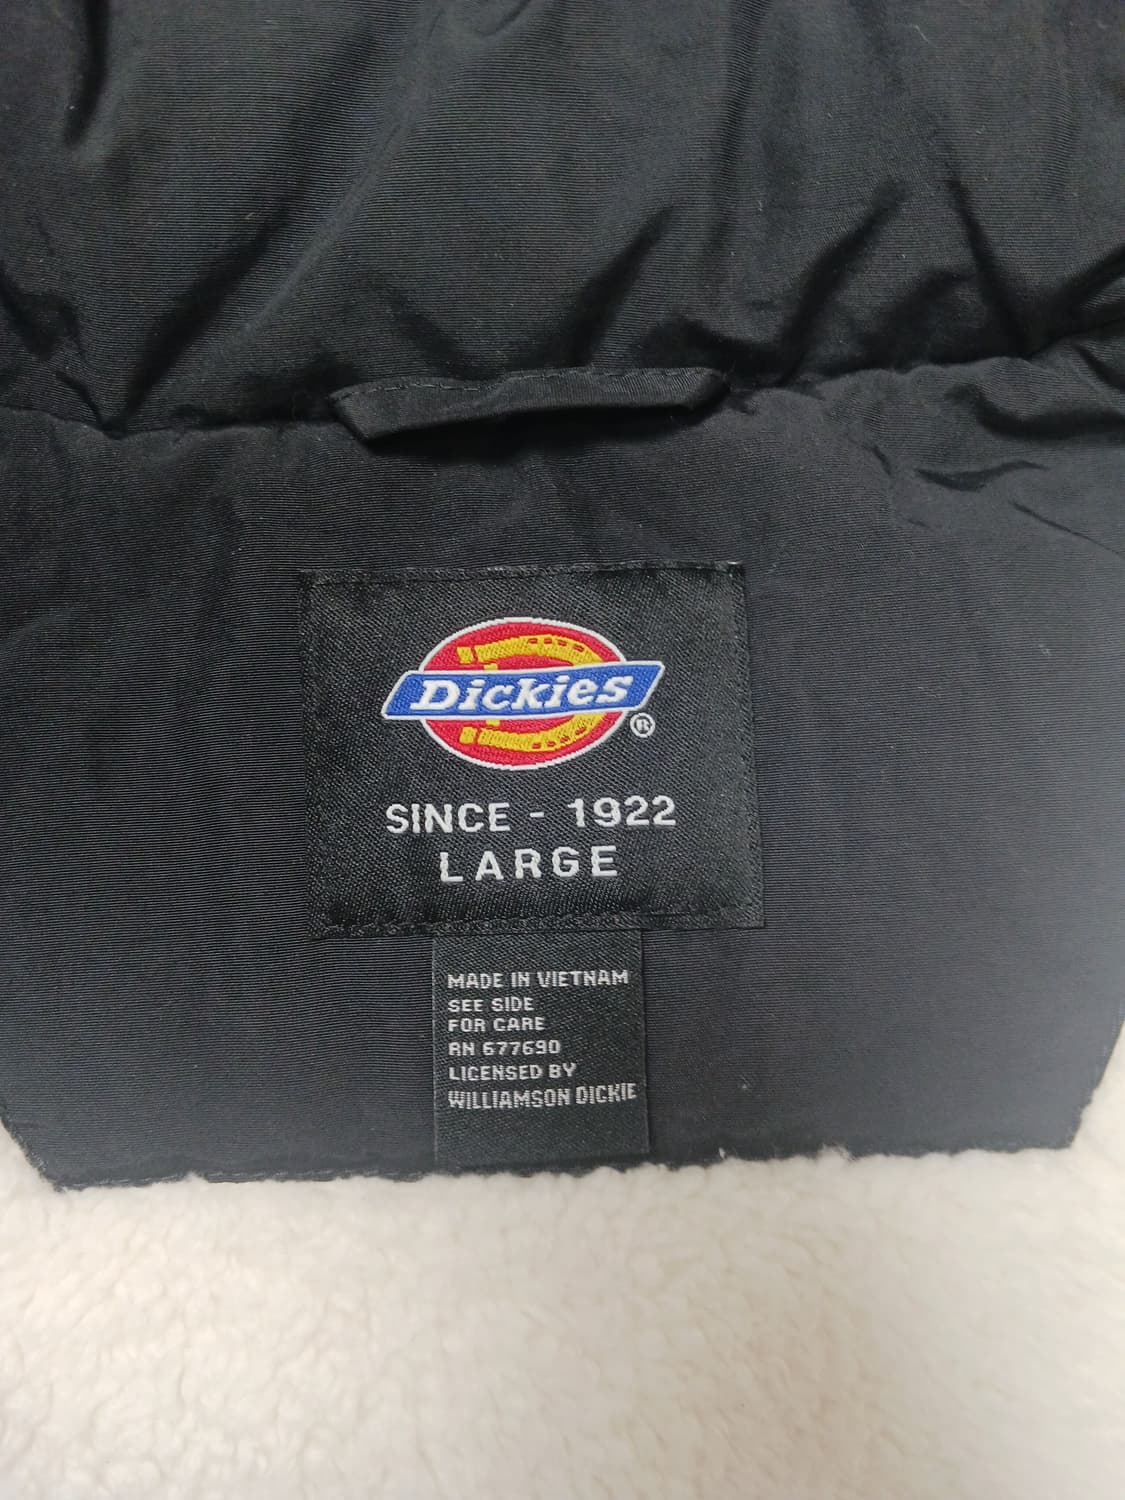 Dickies®
SINCE - 1922
LARGE
MADE IN VIETNAM
SEE SIDE
FOR CARE
RN 677690
LICENSED BY
WILLIAMSON DICKIE